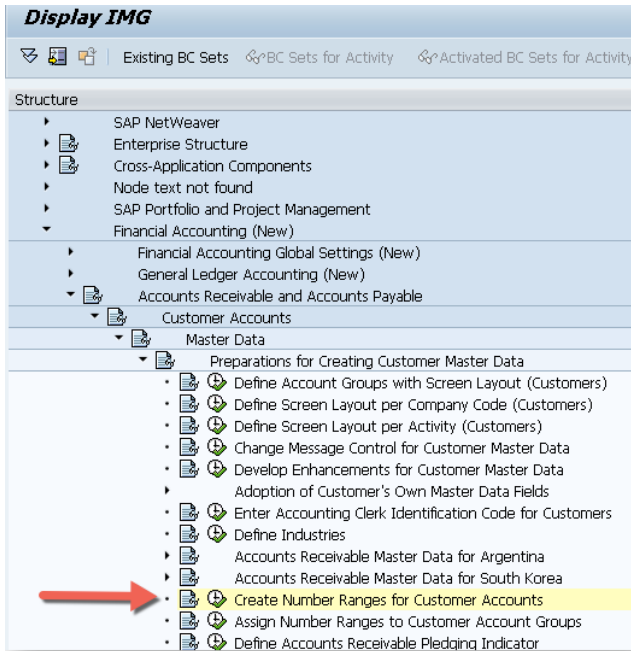 Display IMG
Existing BC Sets BC Sets for Activity Activated BC Sets for Activity
Structure
SAP NetWeaver
Enterprise Structure
Cross-Application Components
Node text not found
SAP Portfolio and Project Management
Financial Accounting (New)
Financial Accounting Global Settings (New)
General Ledger Accounting (New)
Accounts Receivable and Accounts Payable
Customer Accounts
Master Data
Preparations for Creating Customer Master Data
Define Account Groups with Screen Layout (Customers)
Define Screen Layout per Company Code (Customers)
Define Screen Layout per Activity (Customers)
Change Message Control for Customer Master Data
Develop Enhancements for Customer Master Data
Adoption of Customer's Own Master Data Fields
Enter Accounting Clerk Identification Code for Customers
Define Industries
Accounts Receivable Master Data for Argentina
Accounts Receivable Master Data for South Korea
Create Number Ranges for Customer Accounts
Assign Number Ranges to Customer Account Groups
Define Accounts Receivable Pledging Indicator